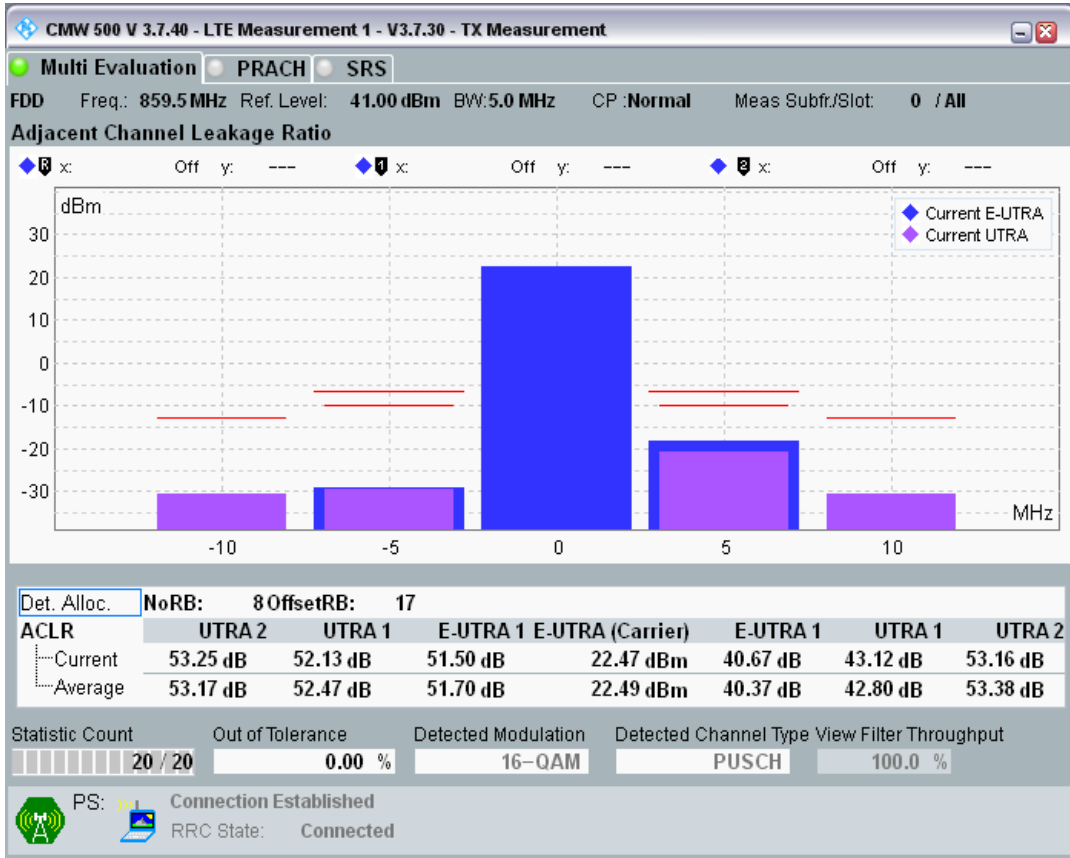 CMW 500 V 3.7.40 - LTE Measurement 1 - V3.7.30 - TX Measurement
Multi Evaluation PRACH SRS
FDD Freq.: 859.5 MHz Ref. Level: 41.00 dBm BW: 5.0 MHz CP : Normal Meas Subfr./Slot: 0 / All
Adjacent Channel Leakage Ratio
R x: Off y: --- 1 x: Off y: --- 2 x: Off y: ---
dBm
Current E-UTRA
Current UTRA
30
20
10
0
-10
-20
-30
MHz
-10 -5 0 5 10
Det. Alloc. NoRB: 8 OffsetRB: 17
ACLR UTRA 2 UTRA 1 E-UTRA 1 E-UTRA (Carrier) E-UTRA 1 UTRA 1 UTRA 2
Current 53.25 dB 52.13 dB 51.50 dB 22.47 dBm 40.67 dB 43.12 dB 53.16 dB
Average 53.17 dB 52.47 dB 51.70 dB 22.49 dBm 40.37 dB 42.80 dB 53.38 dB
Statistic Count Out of Tolerance Detected Modulation Detected Channel Type View Filter Throughput
20 / 20 0.00 % 16-QAM PUSCH 100.0 %
PS: Connection Established
RRC State: Connected